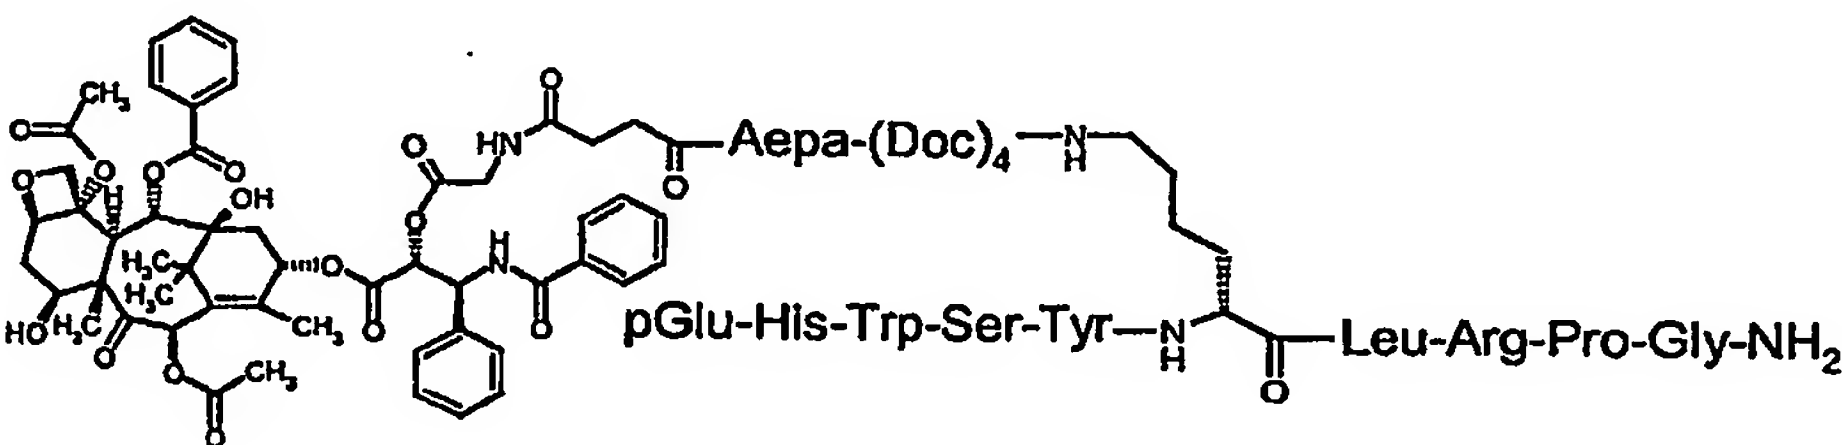 CH₃
O
O
O
O
O
HN
O
O
Aepa-(Doc)₄
N
H
O
O
H
OH
O
O
H₃C
H₃C
O
O
H
N
O
O
HO
H₃C
O
CH₃
pGlu-His-Trp-Ser-Tyr
N
H
O
Leu-Arg-Pro-Gly-NH₂
O
CH₃
O